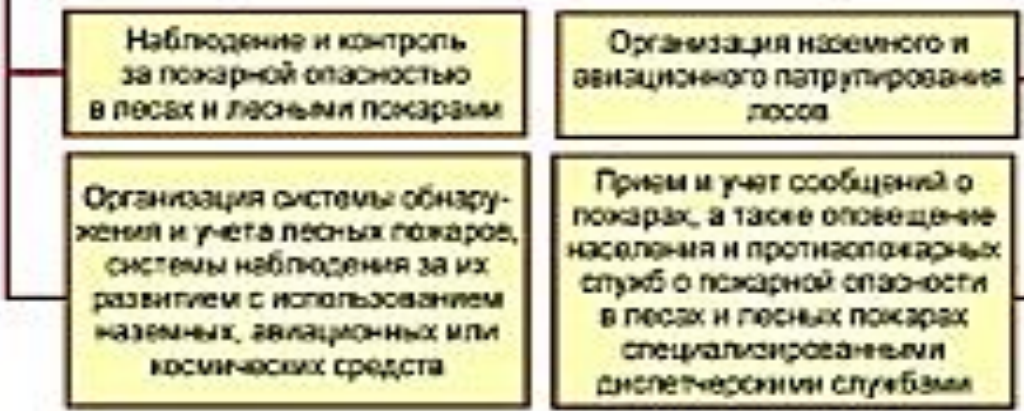 Наблюдение и контроль
за пожарной опасностью
в лесах и лесными пожарами
Организация наземного и
авиационного патрулирования
лесов
Организация системы обнару-
жения и учета лесных пожаров,
системы наблюдения за их
развитием с использованием
наземных, авиационных или
космических средств
Прием и учет сообщений о
пожарах, а также оповещение
населения и противопожарных
служб о пожарной опасности
в лесах и лесных пожарах
специализированными
диспетчерскими службами